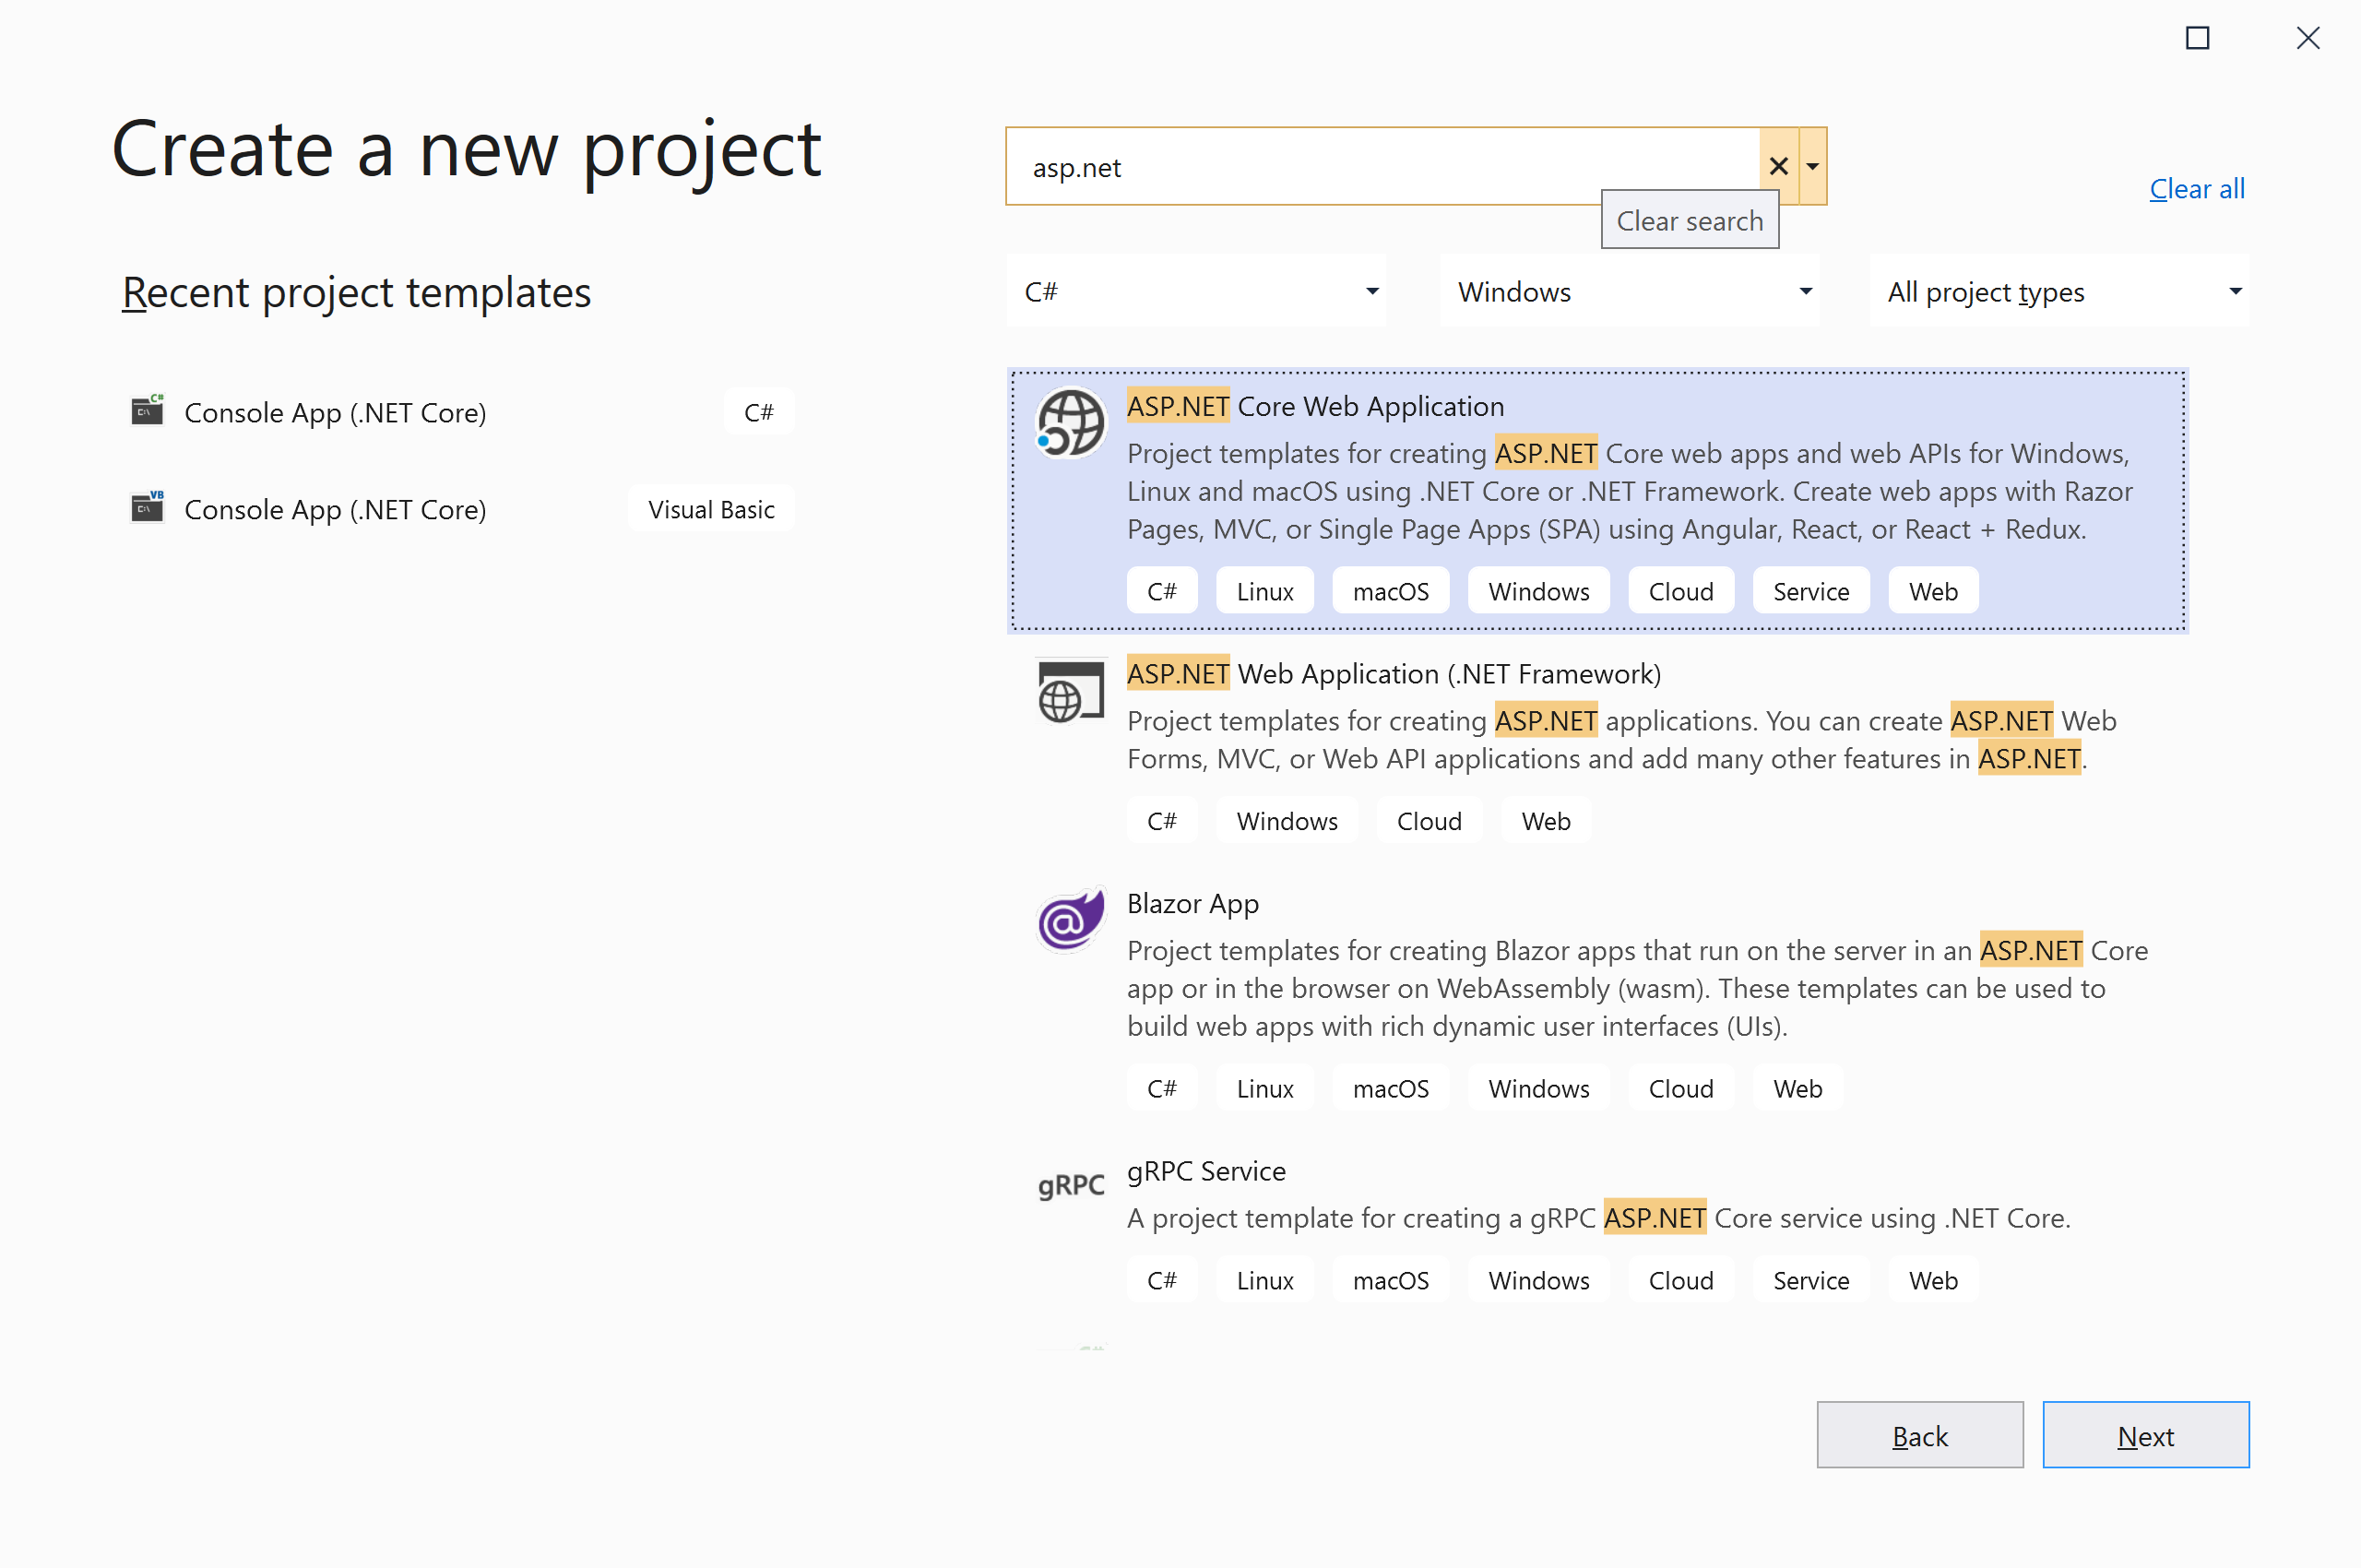 Create a new project
asp.net
Clear search
Clear all
Recent project templates
C#
Windows
All project types
Console App (.NET Core)
C#
Console App (.NET Core)
Visual Basic
ASP.NET Core Web Application
Project templates for creating ASP.NET Core web apps and web APIs for Windows,
Linux and macOS using .NET Core or .NET Framework. Create web apps with Razor
Pages, MVC, or Single Page Apps (SPA) using Angular, React, or React + Redux.
C# Linux macOS Windows Cloud Service Web
ASP.NET Web Application (.NET Framework)
Project templates for creating ASP.NET applications. You can create ASP.NET Web
Forms, MVC, or Web API applications and add many other features in ASP.NET.
C# Windows Cloud Web
Blazor App
Project templates for creating Blazor apps that run on the server in an ASP.NET Core
app or in the browser on WebAssembly (wasm). These templates can be used to
build web apps with rich dynamic user interfaces (UIs).
C# Linux macOS Windows Cloud Web
gRPC
gRPC Service
A project template for creating a gRPC ASP.NET Core service using .NET Core.
C# Linux macOS Windows Cloud Service Web
Back
Next